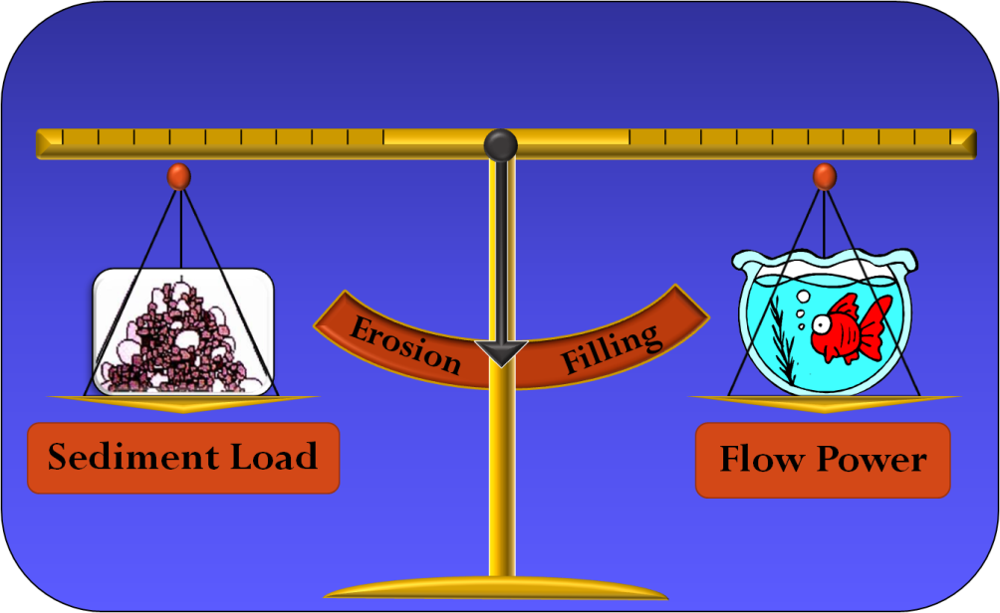 Erosion
Filling
Sediment Load
Flow Power